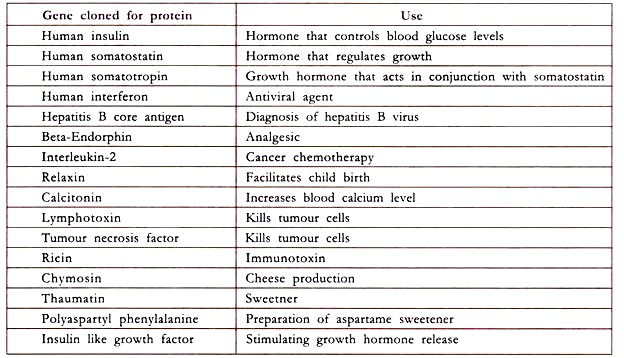 Gene cloned for protein Use
Human insulin Hormone that controls blood glucose levels
Human somatostatin Hormone that regulates growth
Human somatotropin Growth hormone that acts in conjunction with somatostatin
Human interferon Antiviral agent
Hepatitis B core antigen Diagnosis of hepatitis B virus
Beta-Endorphin Analgesic
Interleukin-2 Cancer chemotherapy
Relaxin Facilitates child birth
Calcitonin Increases blood calcium level
Lymphotoxin Kills tumour cells
Tumour necrosis factor Kills tumour cells
Ricin Immunotoxin
Chymosin Cheese production
Thaumatin Sweetner
Polyaspartyl phenylalanine Preparation of aspartame sweetener
Insulin like growth factor Stimulating growth hormone release